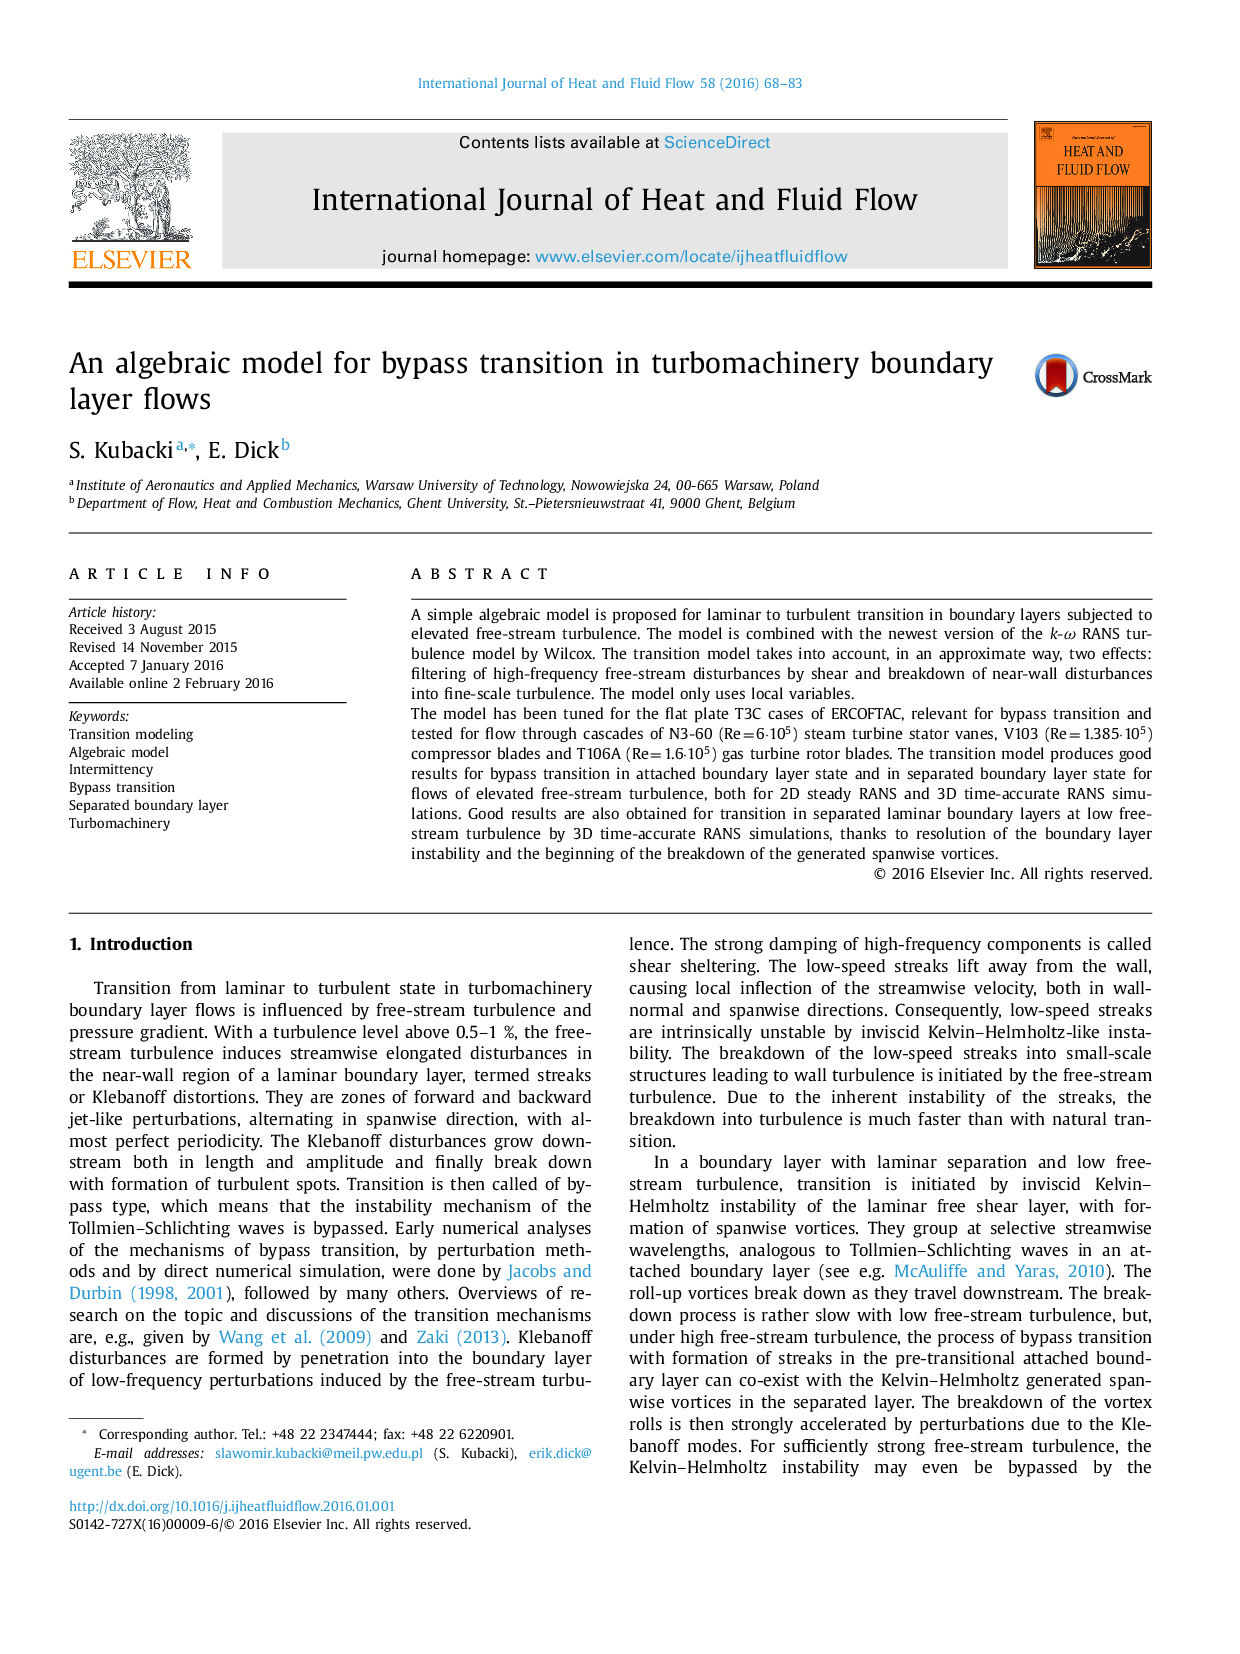 International Journal of Heat and Fluid Flow 58 (2016) 68–83
Contents lists available at ScienceDirect
International Journal of Heat and Fluid Flow
journal homepage: www.elsevier.com/locate/ijheatfluidflow
ELSEVIER
HEAT AND
FLUID FLOW
An algebraic model for bypass transition in turbomachinery boundary
layer flows
CrossMark
S. Kubacki a,∗, E. Dick b
a Institute of Aeronautics and Applied Mechanics, Warsaw University of Technology, Nowowiejska 24, 00-665 Warsaw, Poland
b Department of Flow, Heat and Combustion Mechanics, Ghent University, St.–Pietersnieuwstraat 41, 9000 Ghent, Belgium
ARTICLE INFO
Article history:
Received 3 August 2015
Revised 14 November 2015
Accepted 7 January 2016
Available online 2 February 2016
Keywords:
Transition modeling
Algebraic model
Intermittency
Bypass transition
Separated boundary layer
Turbomachinery
ABSTRACT
A simple algebraic model is proposed for laminar to turbulent transition in boundary layers subjected to
elevated free-stream turbulence. The model is combined with the newest version of the k-ω RANS tur-
bulence model by Wilcox. The transition model takes into account, in an approximate way, two effects:
filtering of high-frequency free-stream disturbances by shear and breakdown of near-wall disturbances
into fine-scale turbulence. The model only uses local variables.
The model has been tuned for the flat plate T3C cases of ERCOFTAC, relevant for bypass transition and
tested for flow through cascades of N3-60 (Re = 6·10⁵) steam turbine stator vanes, V103 (Re = 1.385·10⁵)
compressor blades and T106A (Re = 1.6·10⁵) gas turbine rotor blades. The transition model produces good
results for bypass transition in attached boundary layer state and in separated boundary layer state for
flows of elevated free-stream turbulence, both for 2D steady RANS and 3D time-accurate RANS simu-
lations. Good results are also obtained for transition in separated laminar boundary layers at low free-
stream turbulence by 3D time-accurate RANS simulations, thanks to resolution of the boundary layer
instability and the beginning of the breakdown of the generated spanwise vortices.
© 2016 Elsevier Inc. All rights reserved.
1. Introduction
Transition from laminar to turbulent state in turbomachinery
boundary layer flows is influenced by free-stream turbulence and
pressure gradient. With a turbulence level above 0.5–1 %, the free-
stream turbulence induces streamwise elongated disturbances in
the near-wall region of a laminar boundary layer, termed streaks
or Klebanoff distortions. They are zones of forward and backward
jet-like perturbations, alternating in spanwise direction, with al-
most perfect periodicity. The Klebanoff disturbances grow down-
stream both in length and amplitude and finally break down
with formation of turbulent spots. Transition is then called of by-
pass type, which means that the instability mechanism of the
Tollmien–Schlichting waves is bypassed. Early numerical analyses
of the mechanisms of bypass transition, by perturbation meth-
ods and by direct numerical simulation, were done by Jacobs and
Durbin (1998, 2001), followed by many others. Overviews of re-
search on the topic and discussions of the transition mechanisms
are, e.g., given by Wang et al. (2009) and Zaki (2013). Klebanoff
disturbances are formed by penetration into the boundary layer
of low-frequency perturbations induced by the free-stream turbu-
lence. The strong damping of high-frequency components is called
shear sheltering. The low-speed streaks lift away from the wall,
causing local inflection of the streamwise velocity, both in wall-
normal and spanwise directions. Consequently, low-speed streaks
are intrinsically unstable by inviscid Kelvin–Helmholtz-like insta-
bility. The breakdown of the low-speed streaks into small-scale
structures leading to wall turbulence is initiated by the free-stream
turbulence. Due to the inherent instability of the streaks, the
breakdown into turbulence is much faster than with natural tran-
sition.
In a boundary layer with laminar separation and low free-
stream turbulence, transition is initiated by inviscid Kelvin–
Helmholtz instability of the laminar free shear layer, with for-
mation of spanwise vortices. They group at selective streamwise
wavelengths, analogous to Tollmien–Schlichting waves in an at-
tached boundary layer (see e.g. McAuliffe and Yaras, 2010). The
roll-up vortices break down as they travel downstream. The break-
down process is rather slow with low free-stream turbulence, but,
under high free-stream turbulence, the process of bypass transition
with formation of streaks in the pre-transitional attached bound-
ary layer can co-exist with the Kelvin–Helmholtz generated span-
wise vortices in the separated layer. The breakdown of the vortex
rolls is then strongly accelerated by perturbations due to the Kle-
banoff modes. For sufficiently strong free-stream turbulence, the
Kelvin–Helmholtz instability may even be bypassed by the
∗ Corresponding author. Tel.: +48 22 2347444; fax: +48 22 6220901.
E-mail addresses: slawomir.kubacki@meil.pw.edu.pl (S. Kubacki), erik.dick@
ugent.be (E. Dick).
http://dx.doi.org/10.1016/j.ijheatfluidflow.2016.01.001
S0142-727X(16)00009-6/© 2016 Elsevier Inc. All rights reserved.